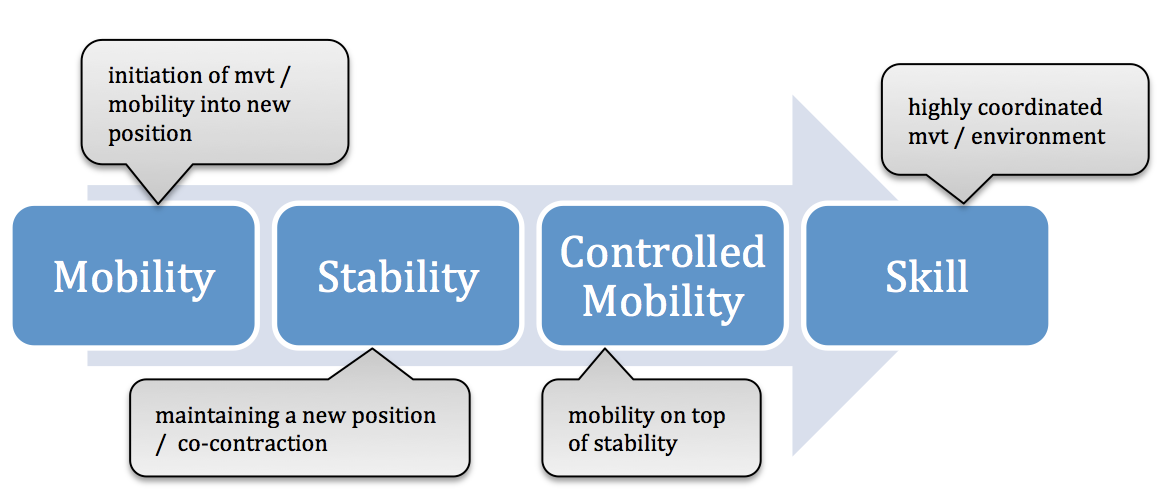 initiation of mvt /
mobility into new
position
highly coordinated
mvt / environment
Mobility
Stability
Controlled
Mobility
Skill
maintaining a new position
/ co-contraction
mobility on top
of stability